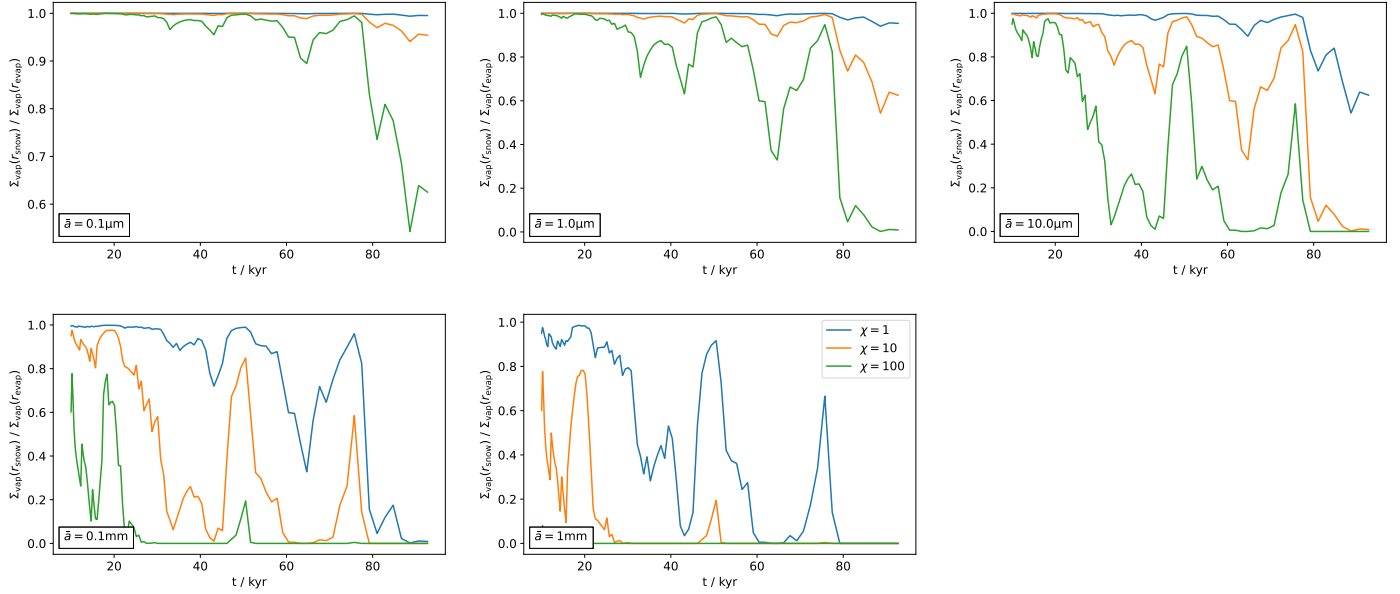 1.0
0.9
0.8
0.7
0.6
Σvap(rsnow) / Σvap(revap)
ā = 0.1μm
20 40 60 80
t / kyr
1.0
0.8
0.6
0.4
0.2
0.0
Σvap(rsnow) / Σvap(revap)
ā = 1.0μm
20 40 60 80
t / kyr
1.0
0.8
0.6
0.4
0.2
0.0
Σvap(rsnow) / Σvap(revap)
ā = 10.0μm
20 40 60 80
t / kyr
1.0
0.8
0.6
0.4
0.2
0.0
Σvap(rsnow) / Σvap(revap)
ā = 0.1mm
20 40 60 80
t / kyr
1.0
0.8
0.6
0.4
0.2
0.0
Σvap(rsnow) / Σvap(revap)
χ = 1
χ = 10
χ = 100
ā = 1mm
20 40 60 80
t / kyr